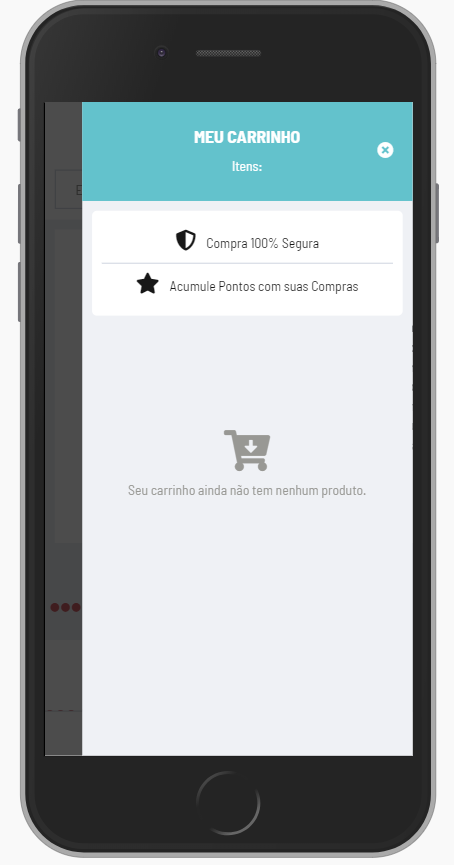 MEU CARRINHO
Itens:
Compra 100% Segura
Acumule Pontos com suas Compras
Seu carrinho ainda não tem nenhum produto.